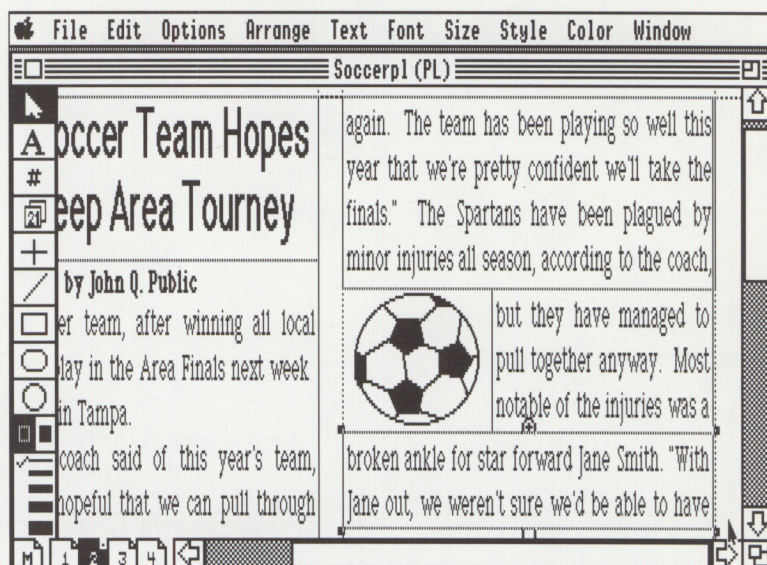 File Edit Options Arrange Text Font Size Style Color Window
Soccerpl (PL)
A
#
21
occer Team Hopes
eep Area Tourney
by John Q. Public
er team, after winning all local
lay in the Area Finals next week
in Tampa.
coach said of this year's team,
hopeful that we can pull through
again. The team has been playing so well this
year that we're pretty confident we'll take the
finals." The Spartans have been plagued by
minor injuries all season, according to the coach,
but they have managed to
pull together anyway. Most
notable of the injuries was a
broken ankle for star forward Jane Smith. "With
Jane out, we weren't sure we'd be able to have
M 1 2 3 4